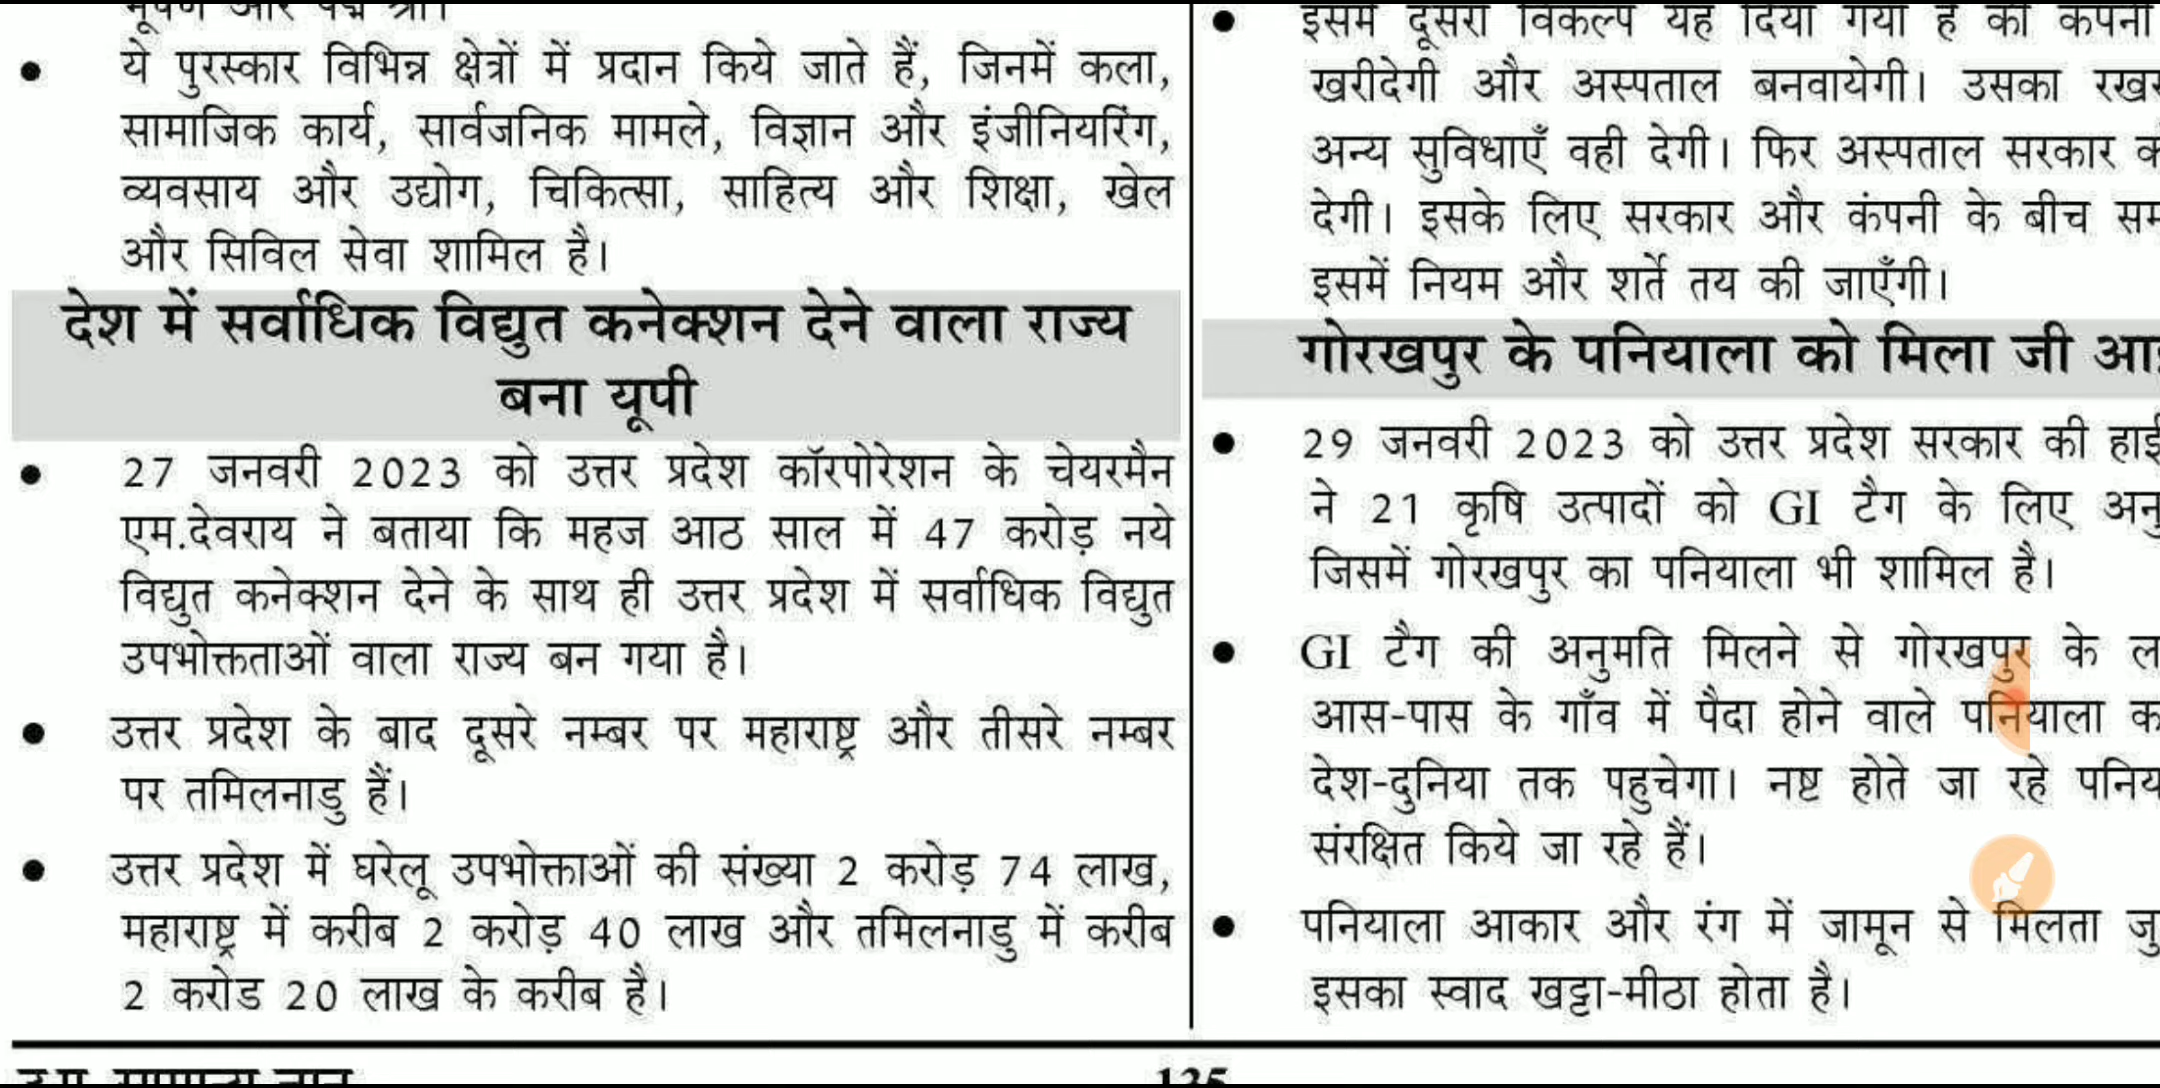 ये पुरस्कार विभिन्न क्षेत्रों में प्रदान किये जाते हैं, जिनमें कला,
सामाजिक कार्य, सार्वजनिक मामले, विज्ञान और इंजीनियरिंग,
व्यवसाय और उद्योग, चिकित्सा, साहित्य और शिक्षा, खेल
और सिविल सेवा शामिल है।
देश में सर्वाधिक विद्युत कनेक्शन देने वाला राज्य
बना यूपी
27 जनवरी 2023 को उत्तर प्रदेश कॉरपोरेशन के चेयरमैन
एम.देवराय ने बताया कि महज आठ साल में 47 करोड़ नये
विद्युत कनेक्शन देने के साथ ही उत्तर प्रदेश में सर्वाधिक विद्युत
उपभोक्तताओं वाला राज्य बन गया है।
उत्तर प्रदेश के बाद दूसरे नम्बर पर महाराष्ट्र और तीसरे नम्बर
पर तमिलनाडु हैं।
उत्तर प्रदेश में घरेलू उपभोक्ताओं की संख्या 2 करोड़ 74 लाख,
महाराष्ट्र में करीब 2 करोड़ 40 लाख और तमिलनाडु में करीब
2 करोड 20 लाख के करीब है।
इसमें दूसरा विकल्प यह दिया गया है की कंपनी
खरीदेगी और अस्पताल बनवायेगी। उसका
अन्य सुविधाएँ वही देगी। फिर अस्पताल सरकार
देगी। इसके लिए सरकार और कंपनी के बीच
इसमें नियम और शर्ते तय की जाएँगी।
गोरखपुर के पनियाला को मिला जी
29 जनवरी 2023 को उत्तर प्रदेश सरकार की
ने 21 कृषि उत्पादों को GI टैग के लिए
जिसमें गोरखपुर का पनियाला भी शामिल है।
GI टैग की अनुमति मिलने से गोरखपुर के
आस-पास के गाँव में पैदा होने वाले पनियाला
देश-दुनिया तक पहुचेगा। नष्ट होते जा रहे
संरक्षित किये जा रहे हैं।
पनियाला आकार और रंग में जामून से मिलता
इसका स्वाद खट्टा-मीठा होता है।
135